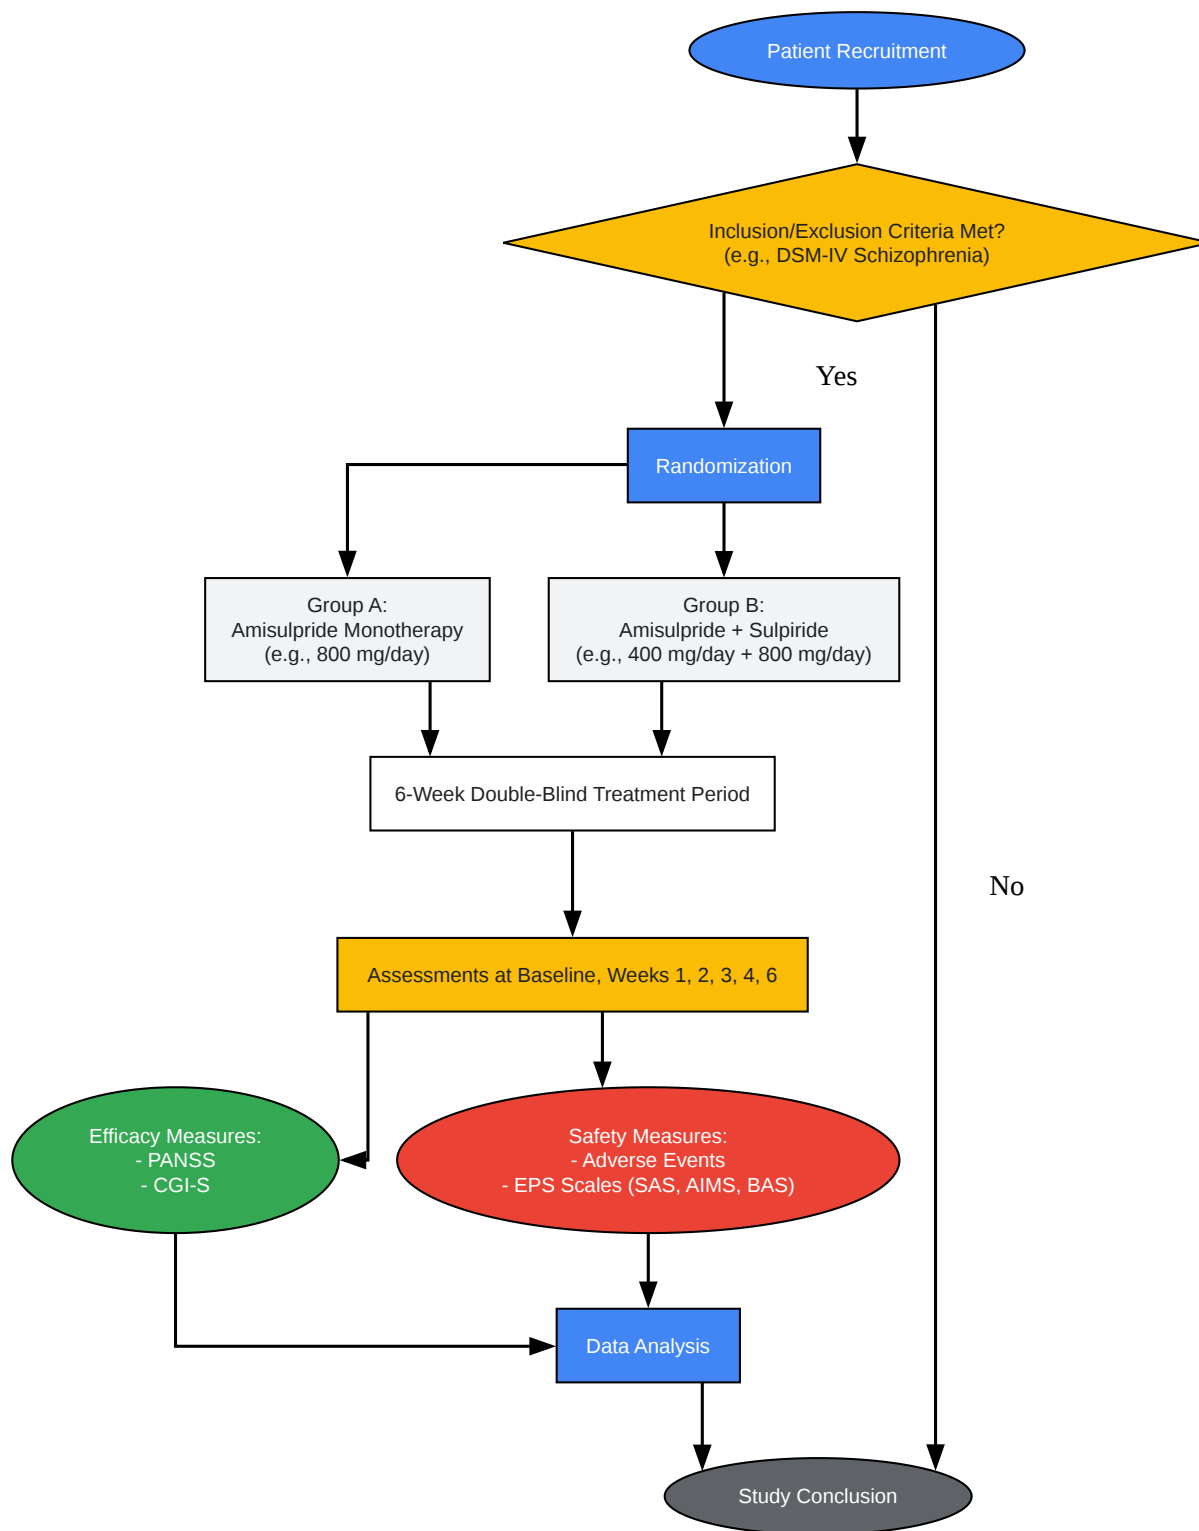 Patient Recruitment
Inclusion/Exclusion Criteria Met?
(e.g., DSM-IV Schizophrenia)
Yes
Randomization
Group A:
Amisulpride Monotherapy
(e.g., 800 mg/day)
Group B:
Amisulpride + Sulpiride
(e.g., 400 mg/day + 800 mg/day)
6-Week Double-Blind Treatment Period
No
Assessments at Baseline, Weeks 1, 2, 3, 4, 6
Efficacy Measures:
- PANSS
- CGI-S
Safety Measures:
- Adverse Events
- EPS Scales (SAS, AIMS, BAS)
Data Analysis
Study Conclusion